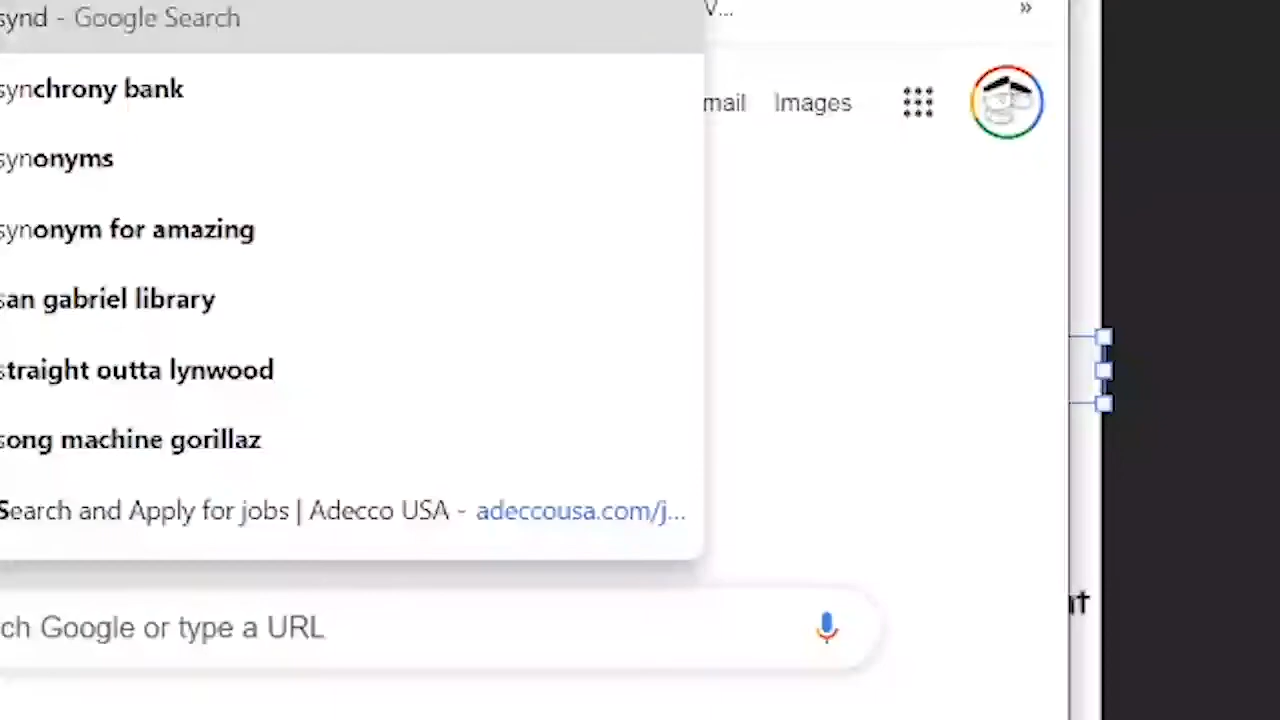 synd - Google Search
V...
»
synchrony bank
mail
Images
synonyms
synonym for amazing
san gabriel library
straight outta lynwood
song machine gorillaz
Search and Apply for jobs | Adecco USA - adeccousa.com/j...
ch Google or type a URL